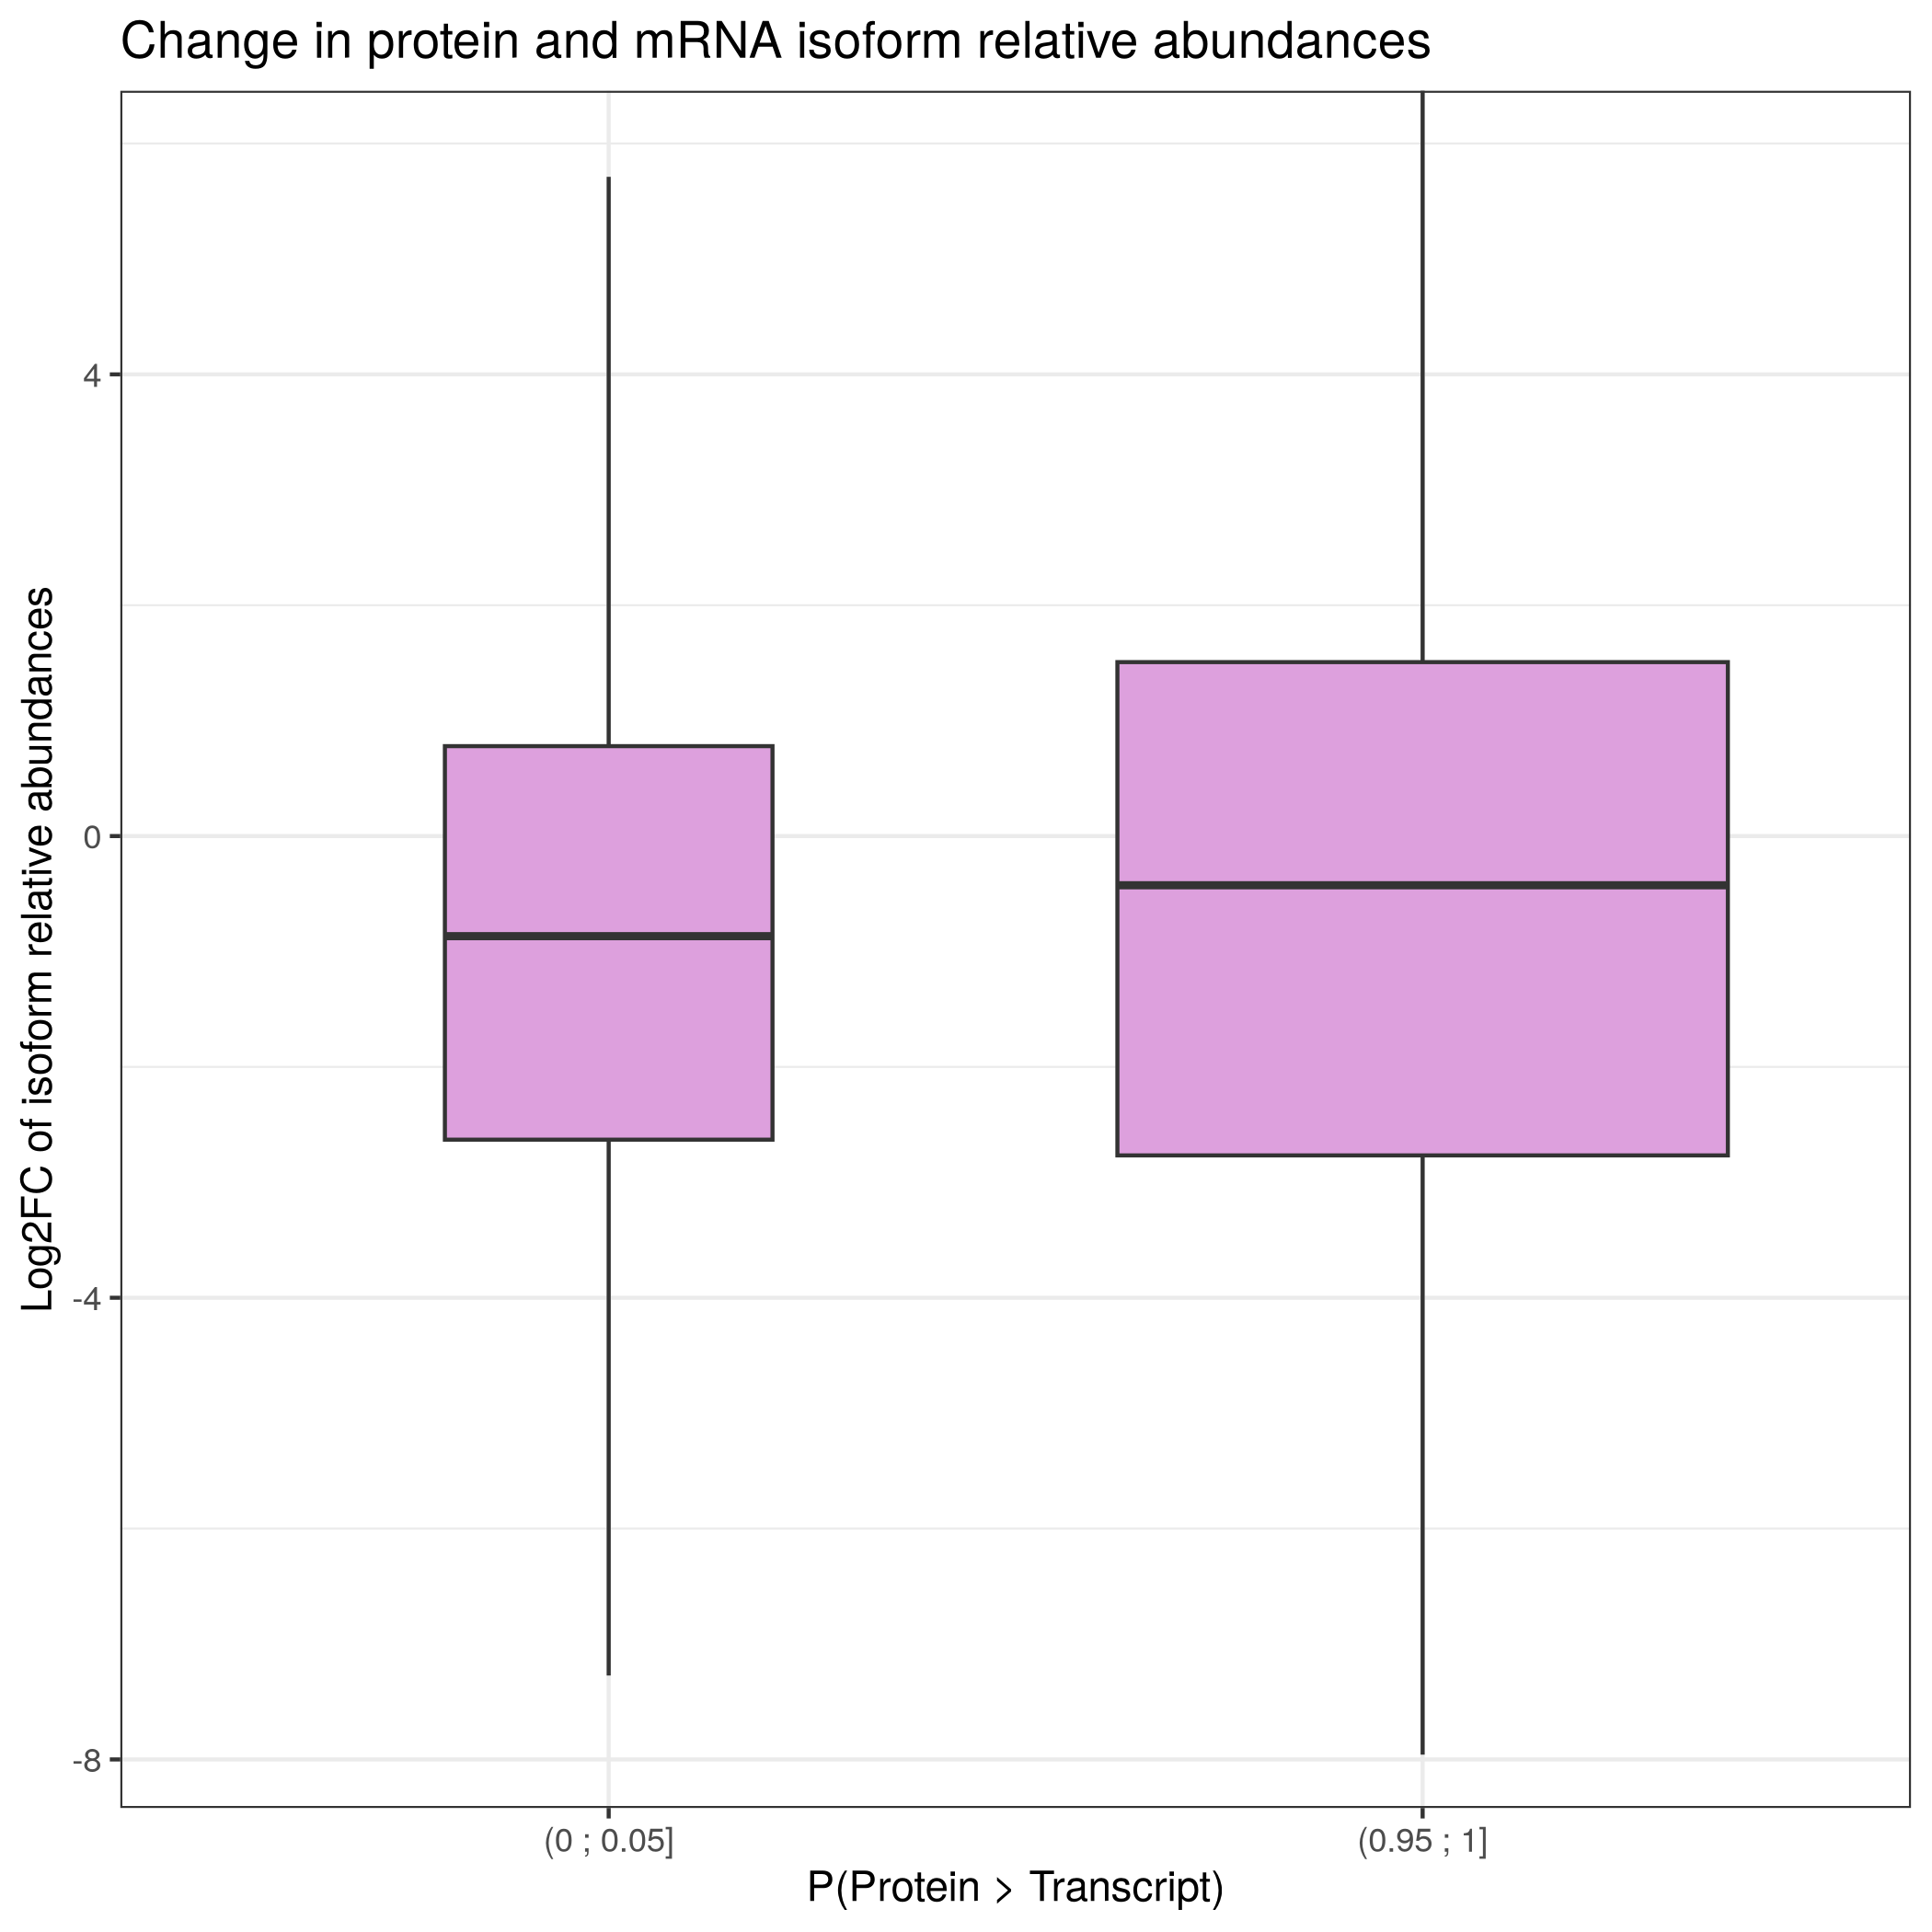 Change in protein and mRNA isoform relative abundances
Log2FC of isoform relative abundances
4
0
-4
-8
(0 ; 0.05]
(0.95 ; 1]
P(Protein > Transcript)